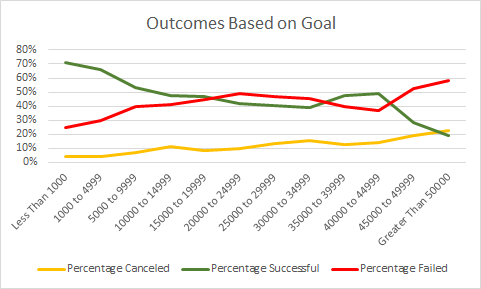 Outcomes Based on Goal
80%
70%
60%
50%
40%
30%
20%
10%
0%
Less Than 1000
1000 to 4999
5000 to 9999
10000 to 14999
15000 to 19999
20000 to 24999
25000 to 29999
30000 to 34999
35000 to 39999
40000 to 44999
45000 to 49999
Greater Than 50000
Percentage Canceled Percentage Successful Percentage Failed